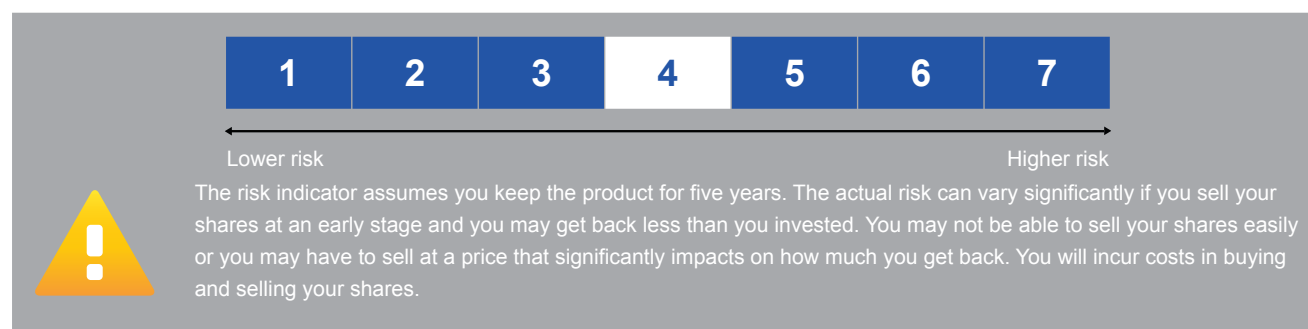 1 2 3 4 5 6 7
Lower risk Higher risk
The risk indicator assumes you keep the product for five years. The actual risk can vary significantly if you sell your
shares at an early stage and you may get back less than you invested. You may not be able to sell your shares easily
or you may have to sell at a price that significantly impacts on how much you get back. You will incur costs in buying
and selling your shares.